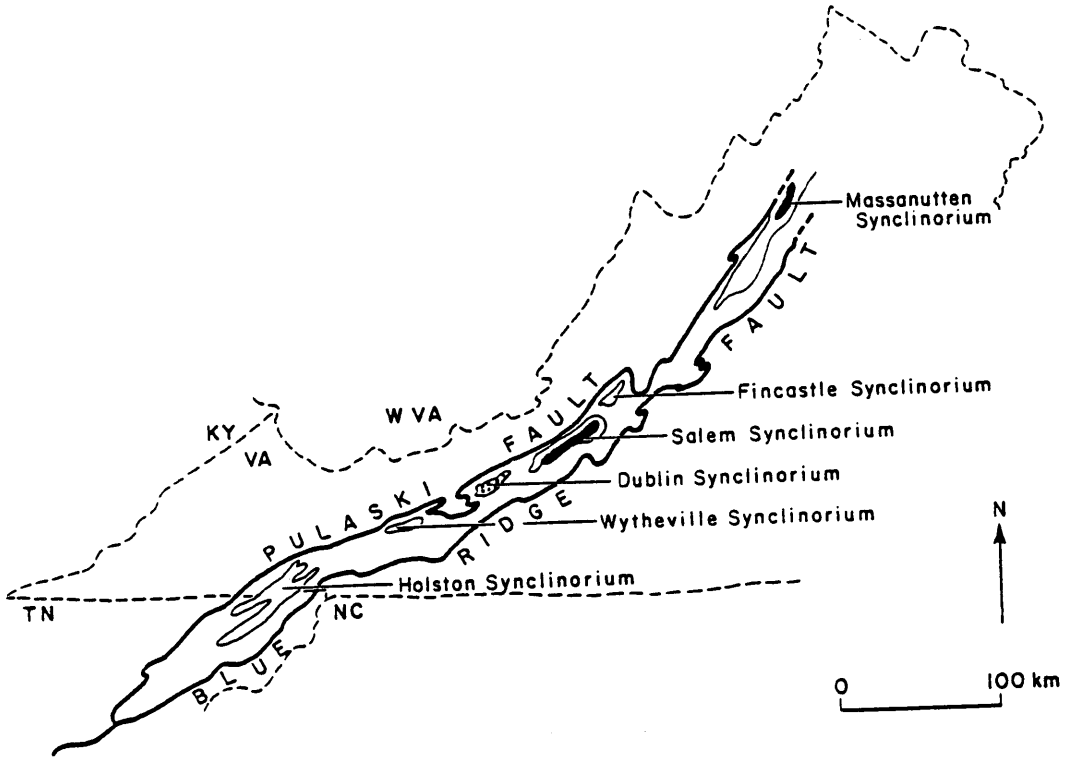 Massanutten
Synclinorium
FAULT
Fincastle Synclinorium
W VA
KY
VA
FAULT
Salem Synclinorium
Dublin Synclinorium
PULASKI
RIDGE
Wytheville Synclinorium
N
Holston Synclinorium
TN
NC
BLUE
0
100 km